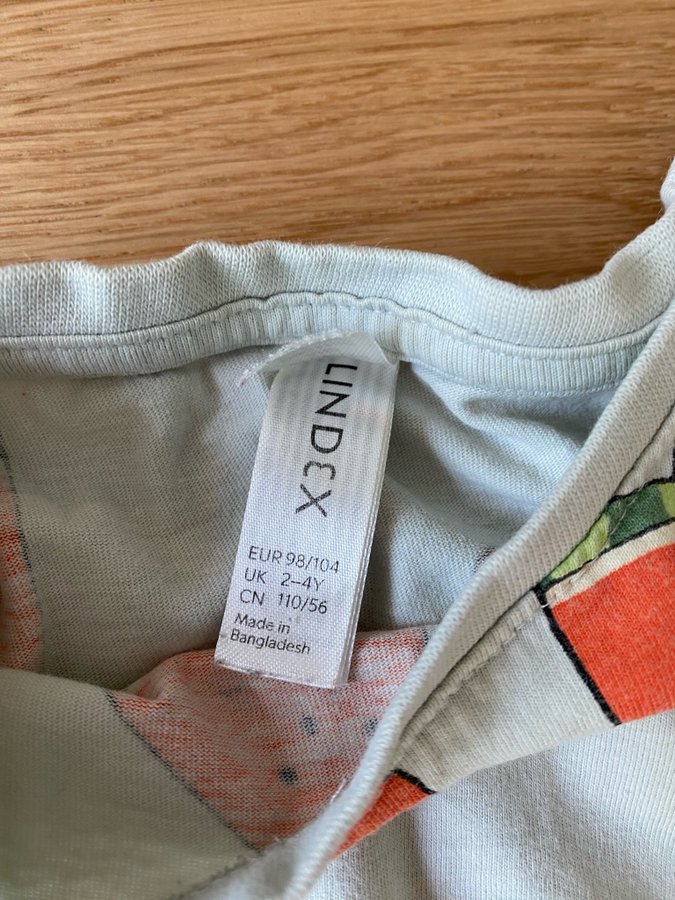 LINDEX
EUR 98/104
UK 2–4Y
CN 110/56
Made in
Bangladesh